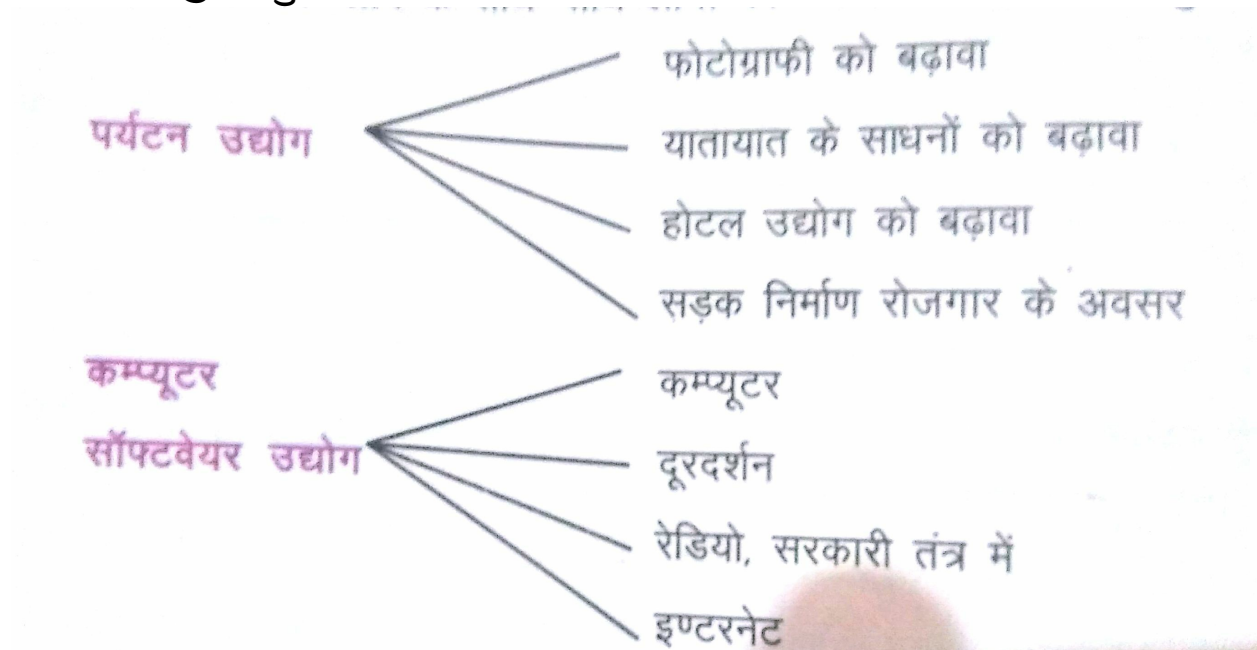 फोटोग्राफी को बढ़ावा
पर्यटन उद्योग
यातायात के साधनों को बढ़ावा
होटल उद्योग को बढ़ावा
सड़क निर्माण रोजगार के अवसर
कम्प्यूटर
कम्प्यूटर
सॉफ्टवेयर उद्योग
दूरदर्शन
रेडियो, सरकारी तंत्र में
इण्टरनेट